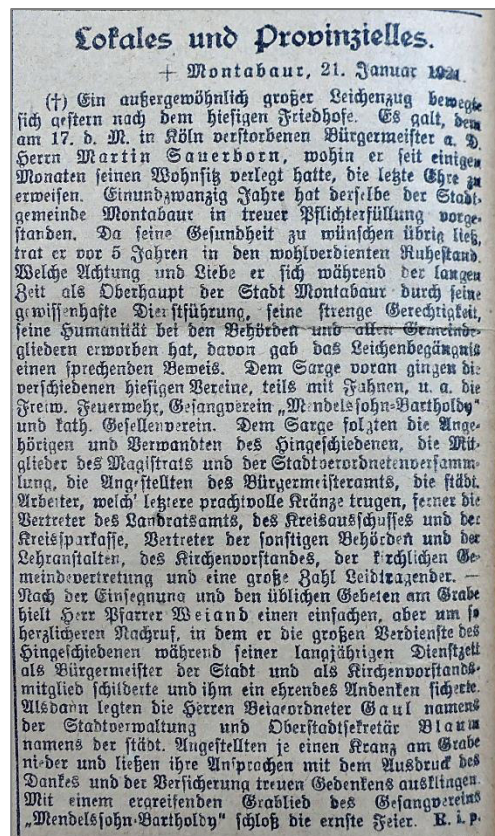 Lokales und Provinzielles.
+ Montabaur, 21. Januar 1921.
(†) Ein außergewöhnlich großer Leichenzug bewegte
sich gestern nach dem hiesigen Friedhofe. Es galt, dem
am 17. d. M. in Köln verstorbenen Bürgermeister a. D.
Herrn Martin Sauerborn, wohin er seit einigen
Monaten seinen Wohnsitz verlegt hatte, die letzte Ehre zu
erweisen. Einundzwanzig Jahre hat derselbe der Stadt-
gemeinde Montabaur in treuer Pflichterfüllung vorge-
standen. Da seine Gesundheit zu wünschen übrig ließ,
trat er vor 5 Jahren in den wohlverdienten Ruhestand.
Welche Achtung und Liebe er sich während der langen
Zeit als Oberhaupt der Stadt Montabaur durch seine
gewissenhafte Dienstführung, seine strenge Gerechtigkeit,
seine Humanität bei den Behörden und allen Gemeinde-
gliedern erworben hat, davon gab das Leichenbegängnis
einen sprechenden Beweis. Dem Sarge voran gingen die
verschiedenen hiesigen Vereine, teils mit Fahnen, u. a. die
Freiw. Feuerwehr, Gesangverein „Mendelssohn-Bartholdy"
und kath. Gesellenverein. Dem Sarge folgten die Ange-
hörigen und Verwandten des Hingeschiedenen, die Mit-
glieder des Magistrats und der Stadtverordnetenversamm-
lung, die Angestellten des Bürgermeisteramts, die städt.
Arbeiter, welch' letztere prachtvolle Kränze trugen, ferner die
Vertreter des Landratsamts, des Kreisausschusses und der
Kreissparkasse, Vertreter der sonstigen Behörden und der
Lehranstalten, des Kirchenvorstandes, der kirchlichen Ge-
meindevertretung und eine große Zahl Leidtragender. —
Nach der Einsegnung und den üblichen Gebeten am Grabe
hielt Herr Pfarrer Weiand einen einfachen, aber um so
herzlicheren Nachruf, in dem er die großen Verdienste des
Hingeschiedenen während seiner langjährigen Dienstzeit
als Bürgermeister der Stadt und als Kirchenvorstands-
mitglied schilderte und ihm ein ehrendes Andenken sicherte.
Alsdann legten die Herren Beigeordneter Gaul namens
der Stadtverwaltung und Oberstadtsekretär Blaum
namens der städt. Angestellten je einen Kranz am Grabe
nieder und ließen ihre Ansprachen mit dem Ausdruck des
Dankes und der Versicherung treuen Gedenkens ausklingen.
Mit einem ergreifenden Grablied des Gesangvereins
„Mendelssohn-Bartholdy" schloß die ernste Feier. R. i. p.